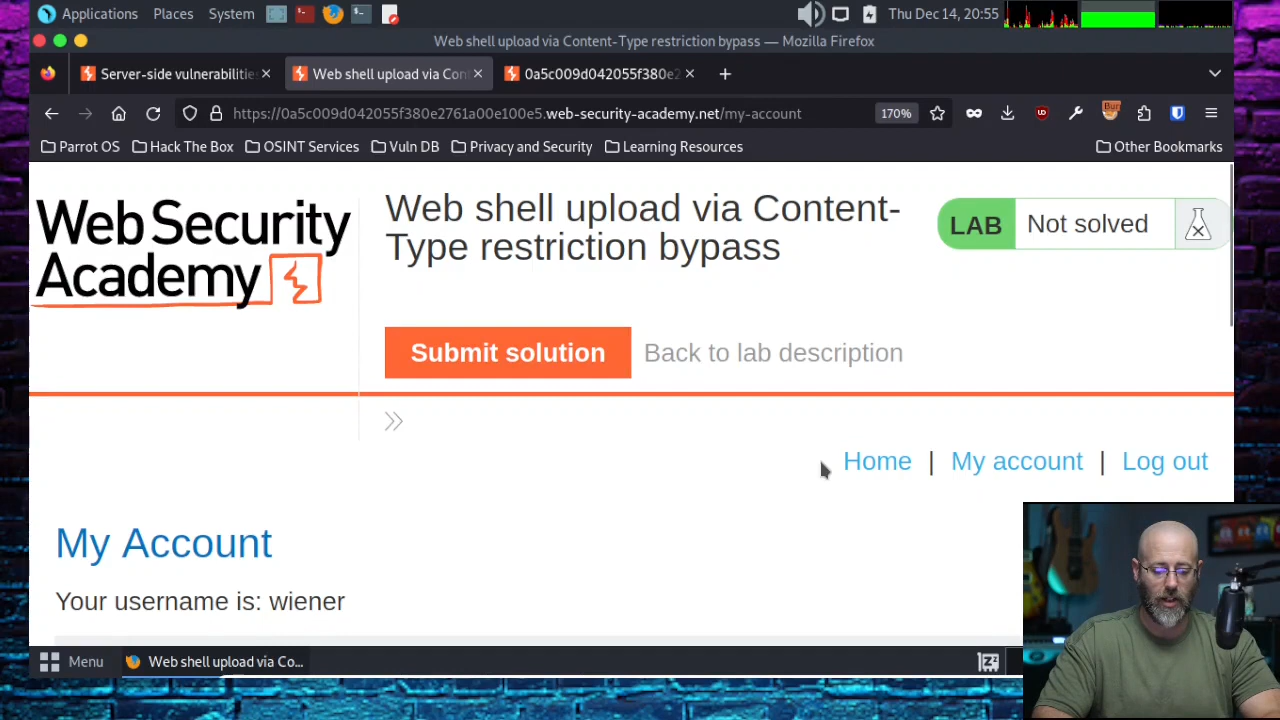 Applications Places System Thu Dec 14, 20:55
Web shell upload via Content-Type restriction bypass — Mozilla Firefox
Server-side vulnerabilities Web shell upload via Con 0a5c009d042055f380e2
https://0a5c009d042055f380e2761a00e100e5.web-security-academy.net/my-account 170%
Parrot OS Hack The Box OSINT Services Vuln DB Privacy and Security Learning Resources Other Bookmarks
Web Security
Academy
Web shell upload via Content-
Type restriction bypass
LAB Not solved
Submit solution Back to lab description
Home | My account | Log out
My Account
Your username is: wiener
Menu Web shell upload via Co...